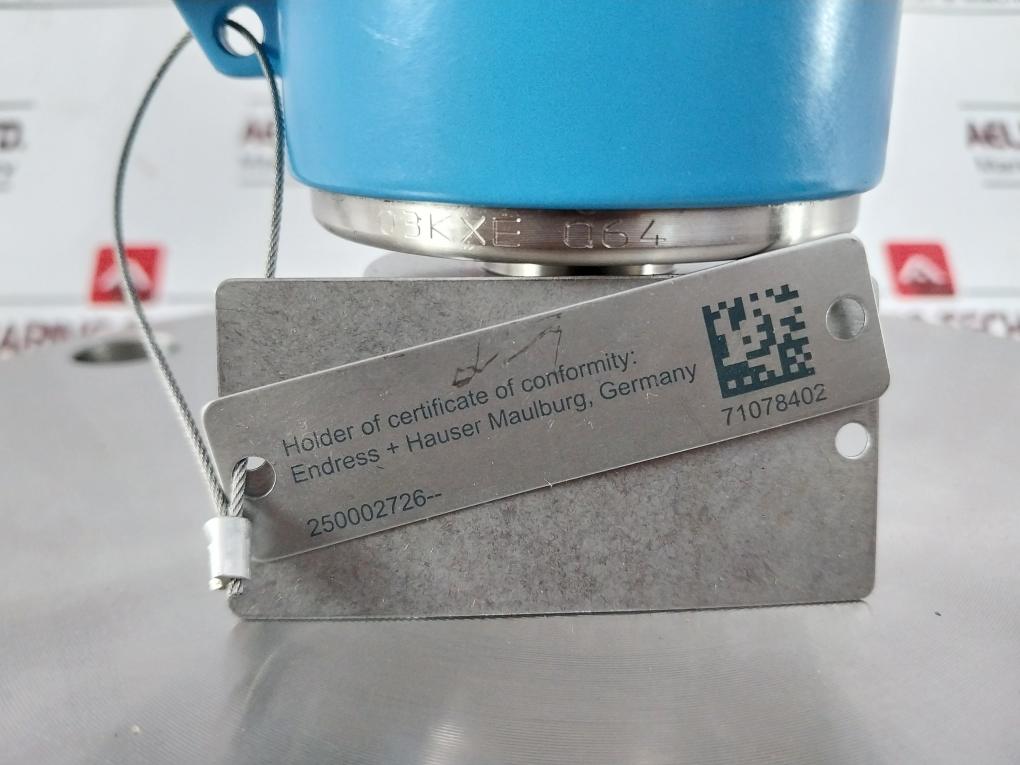 03KXE Q64
Holder of certificate of conformity:
Endress + Hauser Maulburg, Germany
71078402
250002726--